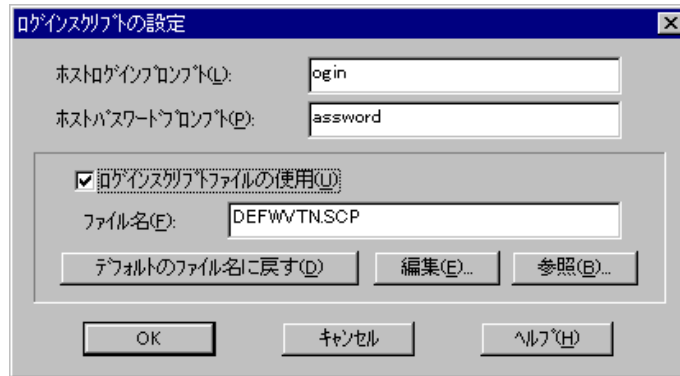 ログインスクリプトの設定
ホストログインプロンプト(L):
ogin
ホストパスワードプロンプト(P):
assword
ログインスクリプトファイルの使用(U)
ファイル名(F):
DEFWVTN.SCP
デフォルトのファイル名に戻す(D)
編集(E)...
参照(B)...
OK
キャンセル
ヘルプ(H)